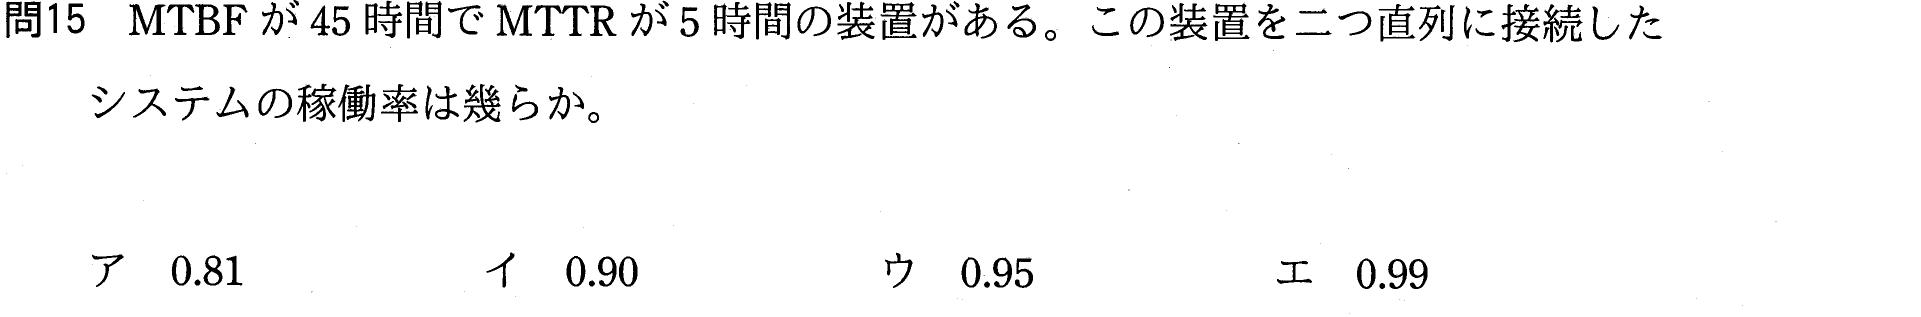 問15　MTBF が 45 時間で MTTR が 5 時間の装置がある。この装置を二つ直列に接続した
システムの稼働率は幾らか。
ア　0.81　イ　0.90　ウ　0.95　エ　0.99